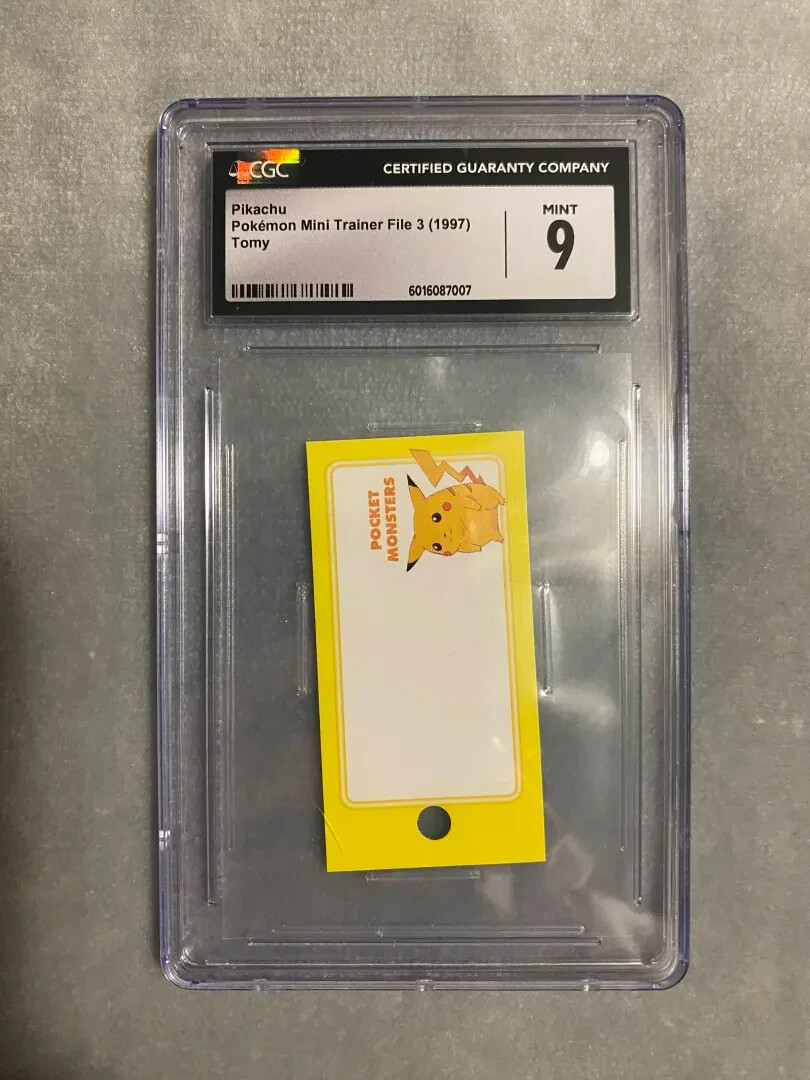 CGC
CERTIFIED GUARANTY COMPANY
Pikachu
Pokémon Mini Trainer File 3 (1997)
Tomy
MINT
9
6016087007
POCKET
MONSTERS